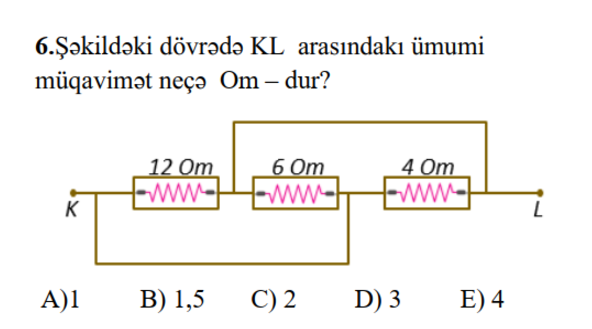 6.Şəkildəki dövrədə KL arasındakı ümumi
müqavimət neçə Om – dur?
12 Om 6 Om 4 Om
K L
A)1 B) 1,5 C) 2 D) 3 E) 4